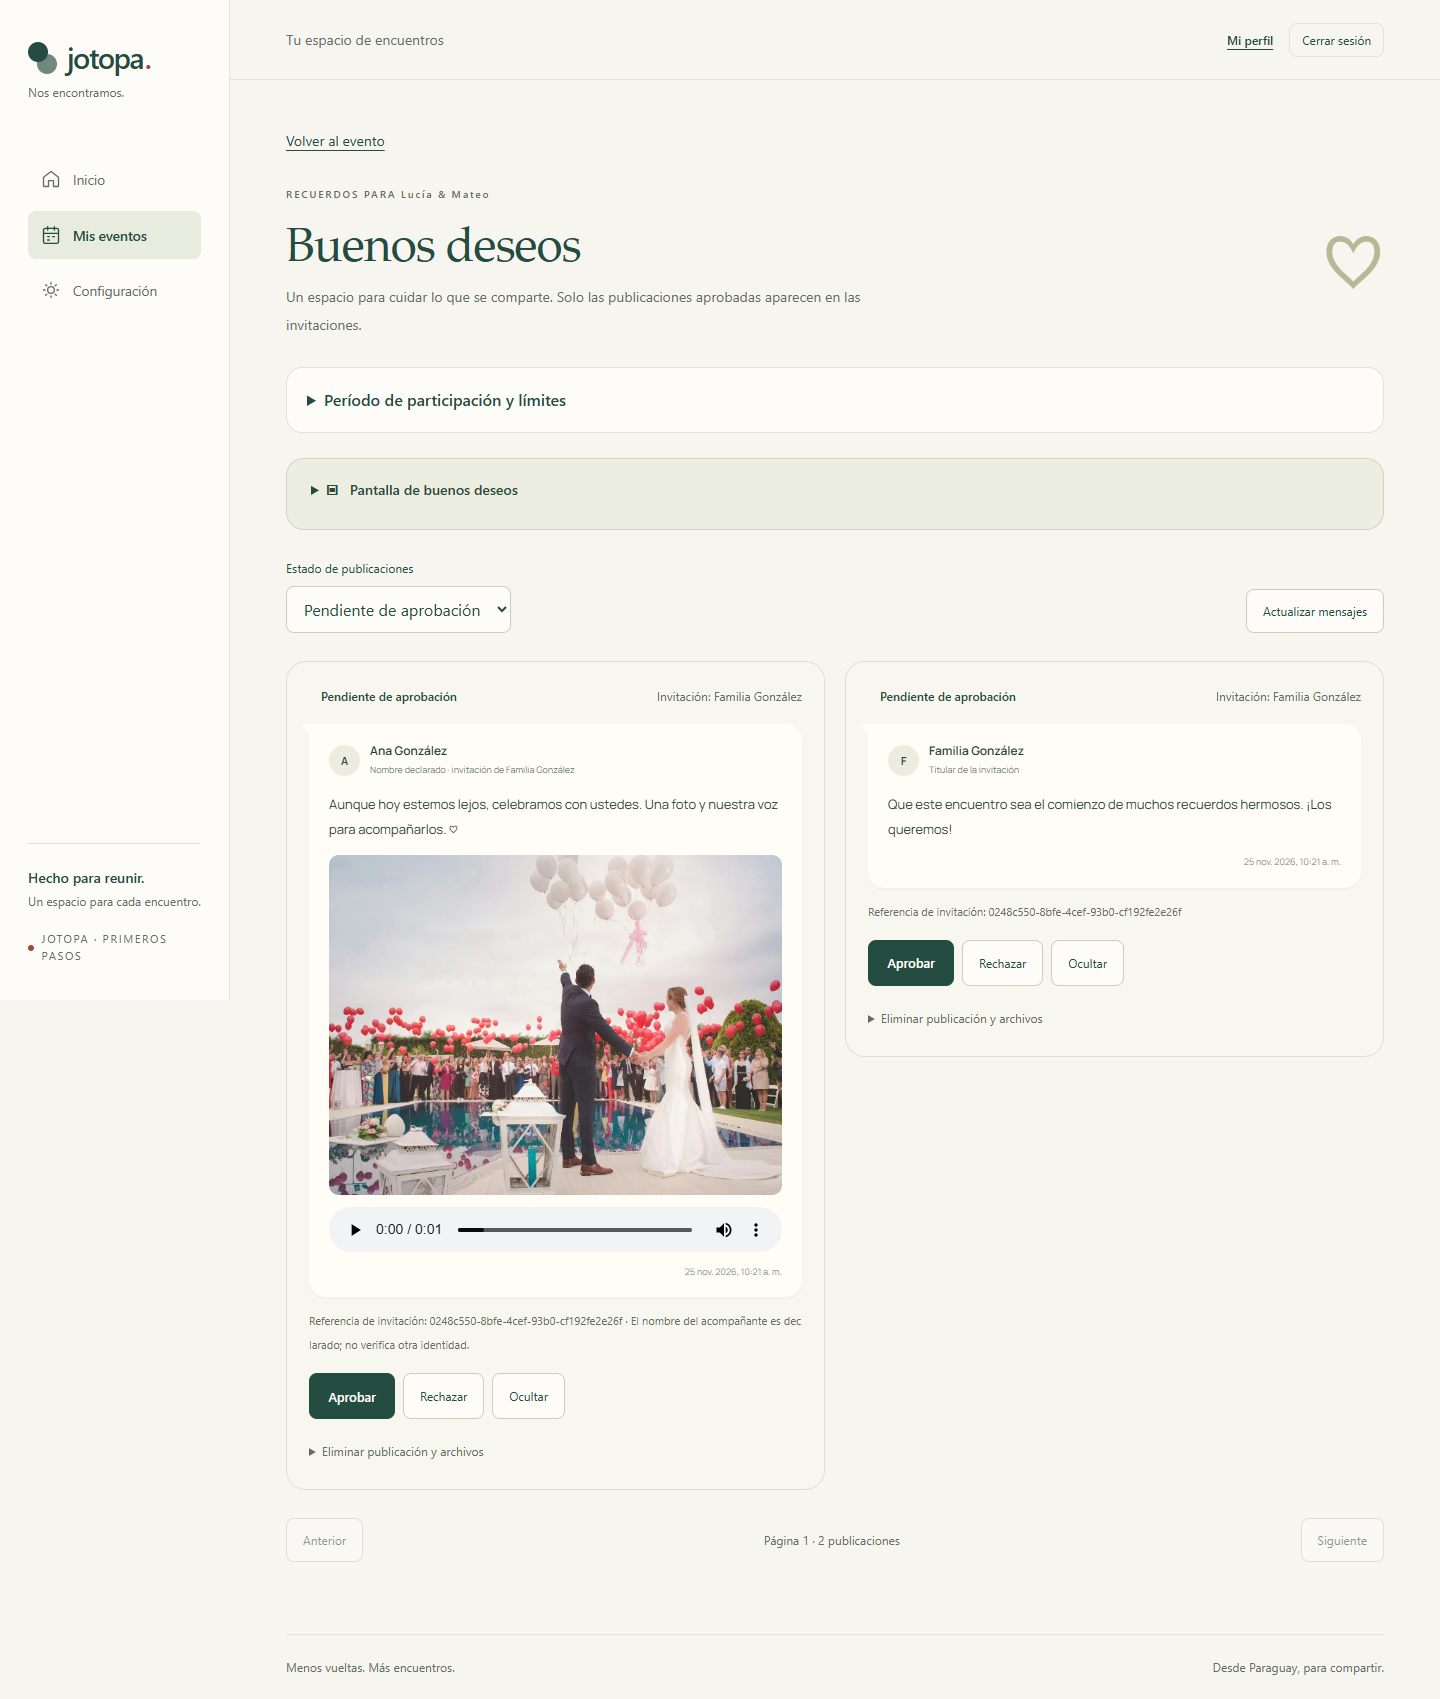 jotopa.
Nos encontramos.
Inicio
Mis eventos
Configuración
Hecho para reunir.
Un espacio para cada encuentro.
JOTOPA · PRIMEROS
PASOS
Tu espacio de encuentros
Mi perfil
Cerrar sesión
Volver al evento
RECUERDOS PARA Lucía & Mateo
Buenos deseos
Un espacio para cuidar lo que se comparte. Solo las publicaciones aprobadas aparecen en las
invitaciones.
Período de participación y límites
Pantalla de buenos deseos
Estado de publicaciones
Pendiente de aprobación
Actualizar mensajes
Pendiente de aprobación
Invitación: Familia González
A
Ana González
Nombre declarado · invitación de Familia González
Aunque hoy estemos lejos, celebramos con ustedes. Una foto y nuestra voz
para acompañarlos. ♡
0:00 / 0:01
25 nov. 2026, 10:21 a. m.
Referencia de invitación: 0248c550-8bfe-4cef-93b0-cf192fe2e26f · El nombre del acompañante es dec
larado; no verifica otra identidad.
Aprobar
Rechazar
Ocultar
Eliminar publicación y archivos
Pendiente de aprobación
Invitación: Familia González
F
Familia González
Titular de la invitación
Que este encuentro sea el comienzo de muchos recuerdos hermosos. ¡Los
queremos!
25 nov. 2026, 10:21 a. m.
Referencia de invitación: 0248c550-8bfe-4cef-93b0-cf192fe2e26f
Aprobar
Rechazar
Ocultar
Eliminar publicación y archivos
Anterior
Página 1 · 2 publicaciones
Siguiente
Menos vueltas. Más encuentros.
Desde Paraguay, para compartir.